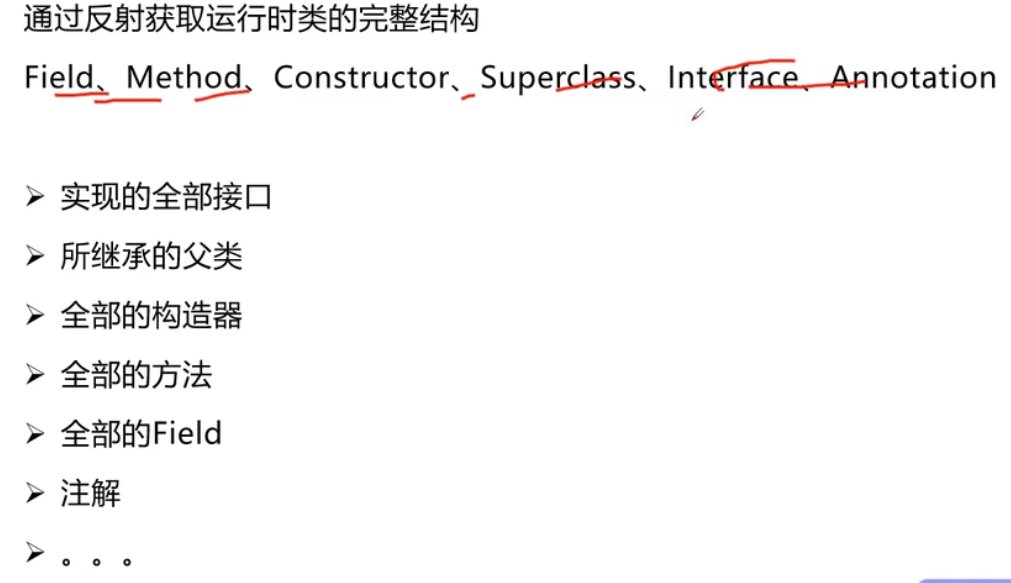 通过反射获取运行时类的完整结构
Field、Method、Constructor、Superclass、Interface、Annotation
➢ 实现的全部接口
➢ 所继承的父类
➢ 全部的构造器
➢ 全部的方法
➢ 全部的Field
➢ 注解
➢ 。。。